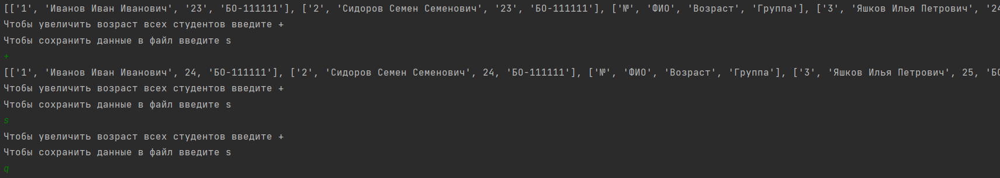 [['1', 'Иванов Иван Иванович', '23', 'БО-111111'], ['2', 'Сидоров Семен Семенович', '23', 'БО-111111'], ['№', 'ФИО', 'Возраст', 'Группа'], ['3', 'Яшков Илья Петрович', '24
Чтобы увеличить возраст всех студентов введите +
Чтобы сохранить данные в файл введите s
+
[['1', 'Иванов Иван Иванович', 24, 'БО-111111'], ['2', 'Сидоров Семен Семенович', 24, 'БО-111111'], ['№', 'ФИО', 'Возраст', 'Группа'], ['3', 'Яшков Илья Петрович', 25, 'БО
Чтобы увеличить возраст всех студентов введите +
Чтобы сохранить данные в файл введите s
s
Чтобы увеличить возраст всех студентов введите +
Чтобы сохранить данные в файл введите s
q